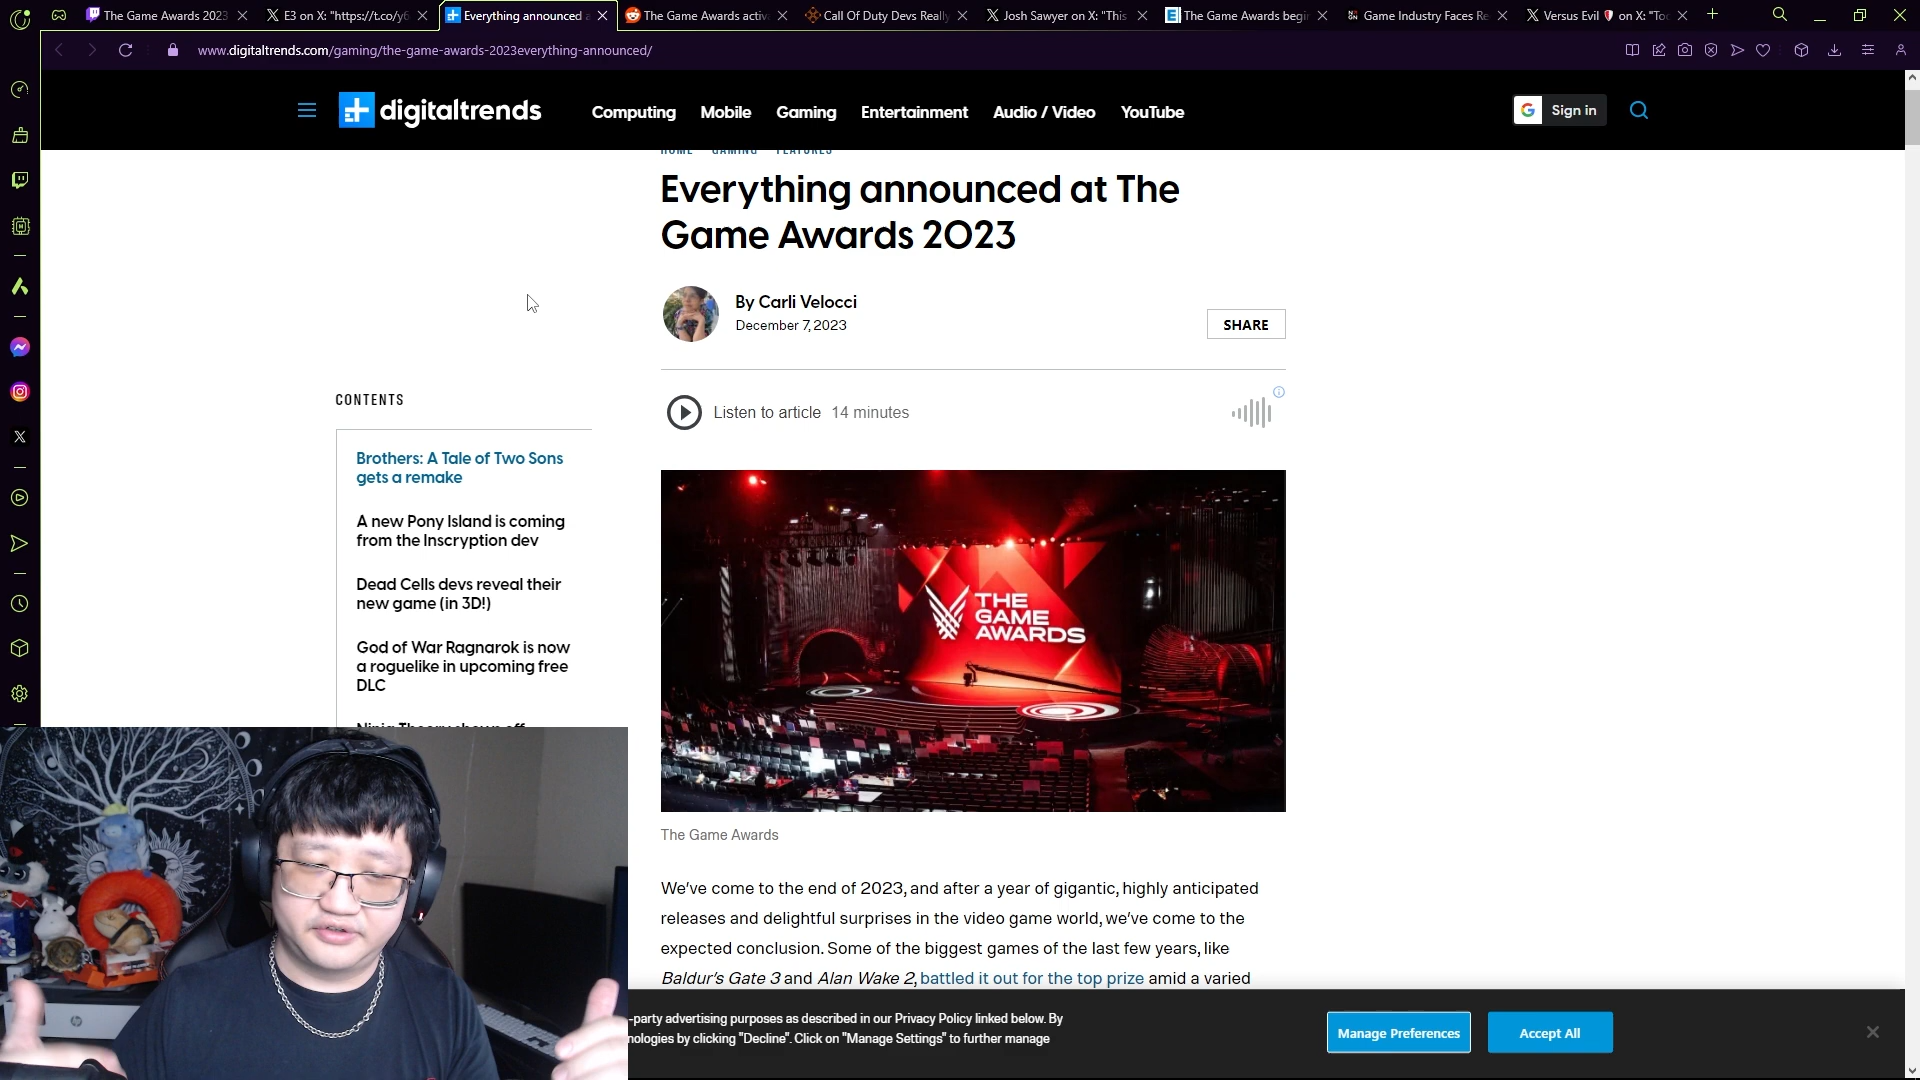 The Game Awards 2023
E3 on X: "https://t.co/y6
Everything announced a
The Game Awards activ
Call Of Duty Devs Really
Josh Sawyer on X: "This
The Game Awards begin
Game Industry Faces Re
Versus Evil on X: "Too
www.digitaltrends.com/gaming/the-game-awards-2023everything-announced/
digitaltrends
Computing
Mobile
Gaming
Entertainment
Audio / Video
YouTube
Sign in
HOME GAMING FEATURES
Everything announced at The
Game Awards 2023
By Carli Velocci
December 7, 2023
SHARE
Listen to article 14 minutes
CONTENTS
Brothers: A Tale of Two Sons
gets a remake
A new Pony Island is coming
from the Inscryption dev
Dead Cells devs reveal their
new game (in 3D!)
God of War Ragnarok is now
a roguelike in upcoming free
DLC
THE
GAME
AWARDS
The Game Awards
We've come to the end of 2023, and after a year of gigantic, highly anticipated
releases and delightful surprises in the video game world, we've come to the
expected conclusion. Some of the biggest games of the last few years, like
Baldur's Gate 3 and Alan Wake 2, battled it out for the top prize amid a varied
-party advertising purposes as described in our Privacy Policy linked below. By
nologies by clicking "Decline". Click on "Manage Settings" to further manage
Manage Preferences
Accept All